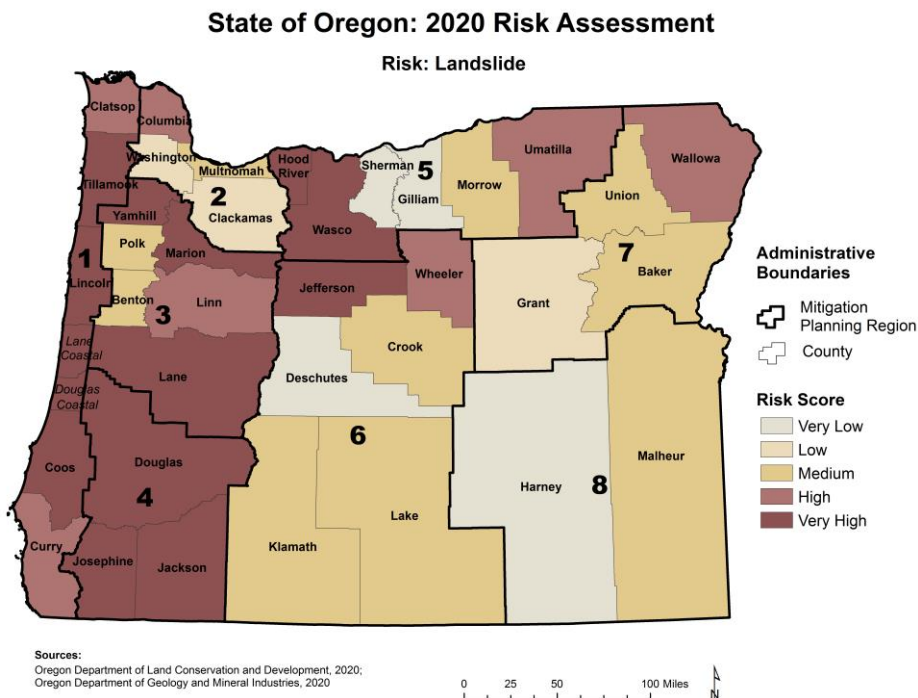 State of Oregon: 2020 Risk Assessment
Risk: Landslide
Clatsop
Columbia
Washington
Multnomah
Hood
River
Sherman
5
Gilliam
Morrow
Umatilla
Wallowa
Union
Tillamook
2
Clackamas
Wasco
Yamhill
Polk
Marion
1
Lincoln
Benton
3
Linn
Jefferson
Wheeler
Grant
7
Baker
Lane
Coastal
Lane
Deschutes
Crook
Douglas
Coastal
Coos
Douglas
4
6
Lake
Klamath
Harney
8
Malheur
Curry
Josephine
Jackson
Administrative
Boundaries
Mitigation
Planning Region
County
Risk Score
Very Low
Low
Medium
High
Very High
Sources:
Oregon Department of Land Conservation and Development, 2020;
Oregon Department of Geology and Mineral Industries, 2020
0 25 50 100 Miles
N